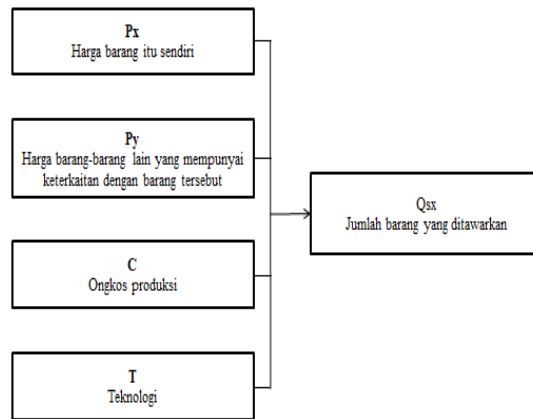 Px
Harga barang itu sendiri
Py
Harga barang-barang lain yang mempunyai
keterkaitan dengan barang tersebut
C
Ongkos produksi
T
Teknologi
Qsx
Jumlah barang yang ditawarkan